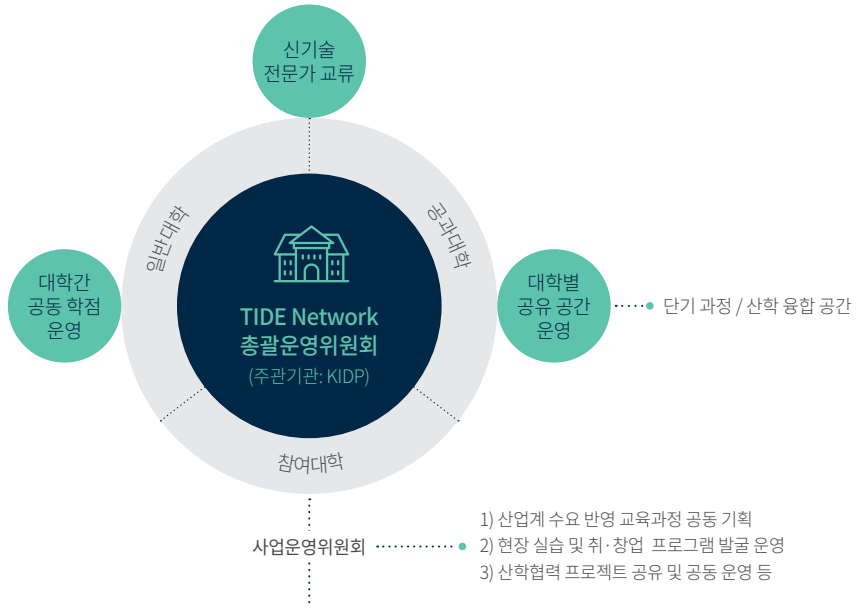 신기술
전문가 교류
일반대학
공과대학
대학간
공동 학점
운영
TIDE Network
총괄운영위원회
(주관기관: KIDP)
대학별
공유 공간
운영
단기 과정 / 산학 융합 공간
참여대학
사업운영위원회
1) 산업계 수요 반영 교육과정 공동 기획
2) 현장 실습 및 취·창업 프로그램 발굴 운영
3) 산학협력 프로젝트 공유 및 공동 운영 등